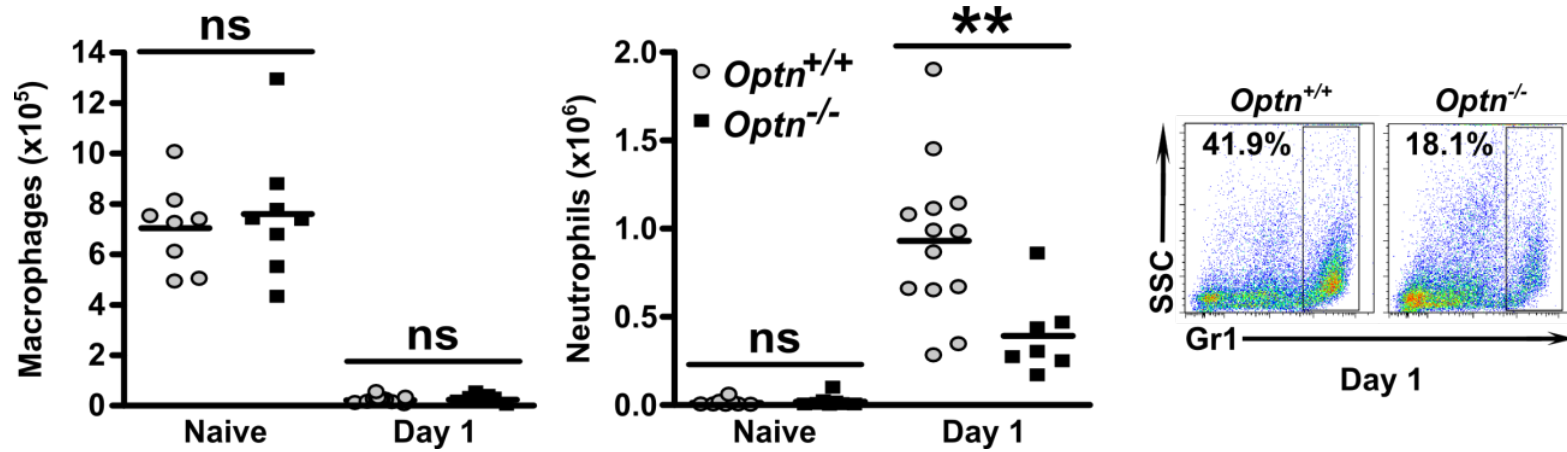 ns
Macrophages (x10⁵)
14
12
10
8
6
4
2
0
ns
Naive
Day 1
**
Neutrophils (x10⁶)
2.0
1.5
1.0
0.5
0.0
Optn+/+
Optn-/-
ns
Naive
Day 1
Optn+/+
Optn-/-
41.9%
18.1%
SSC
Gr1
Day 1